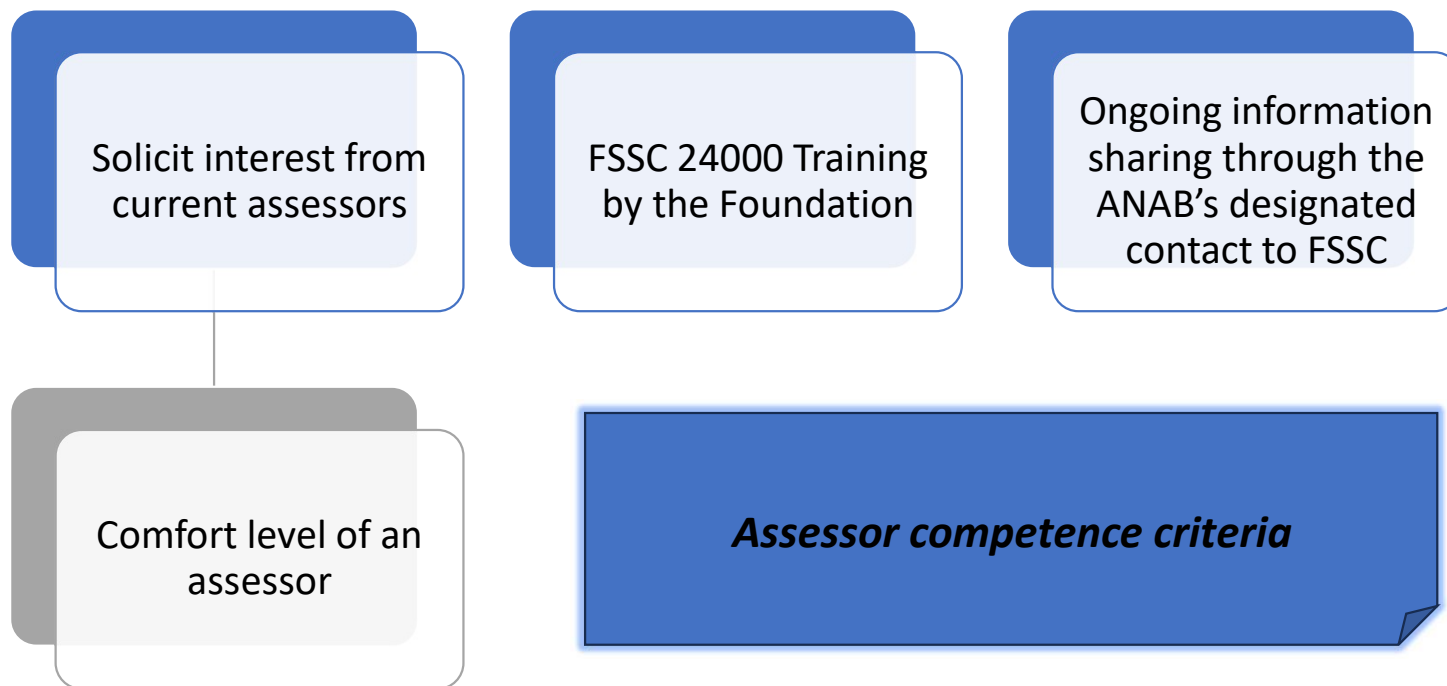 Solicit interest from
current assessors
FSSC 24000 Training
by the Foundation
Ongoing information
sharing through the
ANAB’s designated
contact to FSSC
Comfort level of an
assessor
Assessor competence criteria